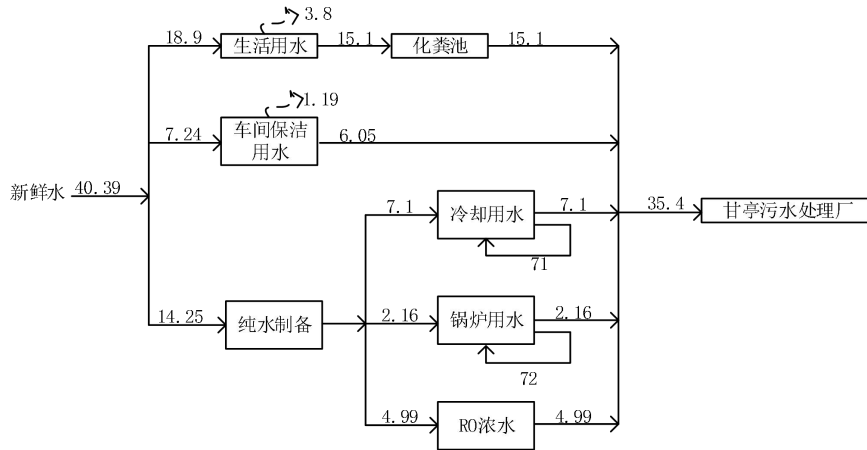 3.8
18.9
生活用水
15.1
化粪池
15.1
1.19
7.24
车间保洁
用水
6.05
新鲜水
40.39
7.1
冷却用水
7.1
35.4
甘亭污水处理厂
71
14.25
纯水制备
2.16
锅炉用水
2.16
72
4.99
RO浓水
4.99